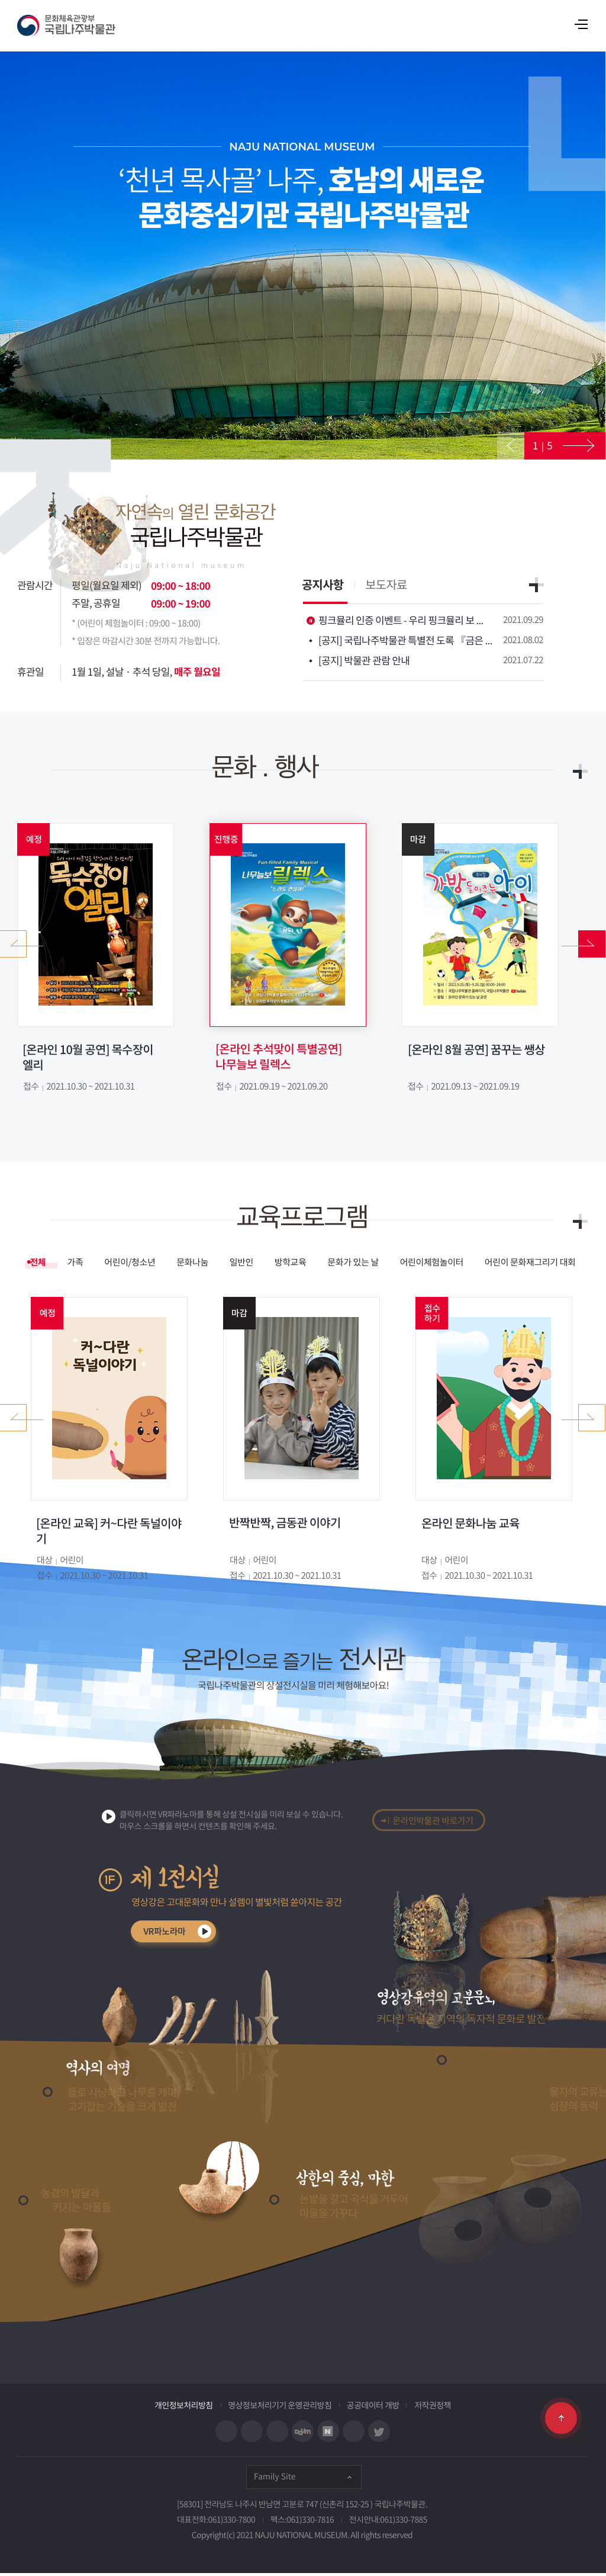 문화체육관광부
국립나주박물관
NAJU NATIONAL MUSEUM
‘천년 목사골’ 나주, 호남의 새로운
문화중심기관 국립나주박물관
1 | 5
자연속의 열린 문화공간
국립나주박물관
Naju National museum
관람시간 평일(월요일 제외) 09:00 ~ 18:00
주말, 공휴일 09:00 ~ 19:00
* (어린이 체험놀이터 : 09:00 ~ 18:00)
* 입장은 마감시간 30분 전까지 가능합니다.
휴관일 1월 1일, 설날 · 추석 당일, 매주 월요일
공지사항 보도자료
N 핑크뮬리 인증 이벤트 - 우리 핑크뮬리 보 ... 2021.09.29
[공지] 국립나주박물관 특별전 도록 『금은 ... 2021.08.02
[공지] 박물관 관람 안내 2021.07.22
문화 . 행사
예정
목수장이
엘리
[온라인 10월 공연] 목수장이
엘리
접수 | 2021.10.30 ~ 2021.10.31
진행중
Fun-filled Family Musical
나무늘보 릴렉스
[온라인 추석맞이 특별공연]
나무늘보 릴렉스
접수 | 2021.09.19 ~ 2021.09.20
마감
가방 들어주는 아이
[온라인 8월 공연] 꿈꾸는 쌩상
접수 | 2021.09.13 ~ 2021.09.19
교육프로그램
전체 가족 어린이/청소년 문화나눔 일반인 방학교육 문화가 있는 날 어린이체험놀이터 어린이 문화재그리기 대회
예정
커~다란
독널이야기
[온라인 교육] 커~다란 독널이야
기
대상 | 어린이
접수 | 2021.10.30 ~ 2021.10.31
마감
반짝반짝, 금동관 이야기
대상 | 어린이
접수 | 2021.10.30 ~ 2021.10.31
접수
하기
온라인 문화나눔 교육
대상 | 어린이
접수 | 2021.10.30 ~ 2021.10.31
온라인으로 즐기는 전시관
국립나주박물관의 상설전시실을 미리 체험해보아요!
클릭하시면 VR파라노마를 통해 상설 전시실을 미리 보실 수 있습니다.
마우스 스크롤을 하면서 컨텐츠를 확인해 주세요.
온라인박물관 바로가기
1F 제 1전시실
영상강은 고대문화와 만나 설렘이 별빛처럼 쏟아지는 공간
VR파노라마
영상강유역의 고분문화
커다란 독널은 지역의 독자적 문화로 발전
역사의 여명
들로 사냥하고 나무를 캐며,
고기잡는 기술을 크게 발전
물자의 교류는
성장의 동력
삼한의 중심, 마한
논밭을 갈고 곡식을 거두어
마을을 가꾸다
농경의 발달과
커지는 마을들
개인정보처리방침 영상정보처리기기 운영관리방침 공공데이터 개방 저작권정책
Family Site
[58301] 전라남도 나주시 반남면 고분로 747 (신촌리 152-25 ) 국립나주박물관.
대표전화:061)330-7800 팩스:061)330-7816 전시안내:061)330-7885
Copyright(c) 2021 NAJU NATIONAL MUSEUM. All rights reserved